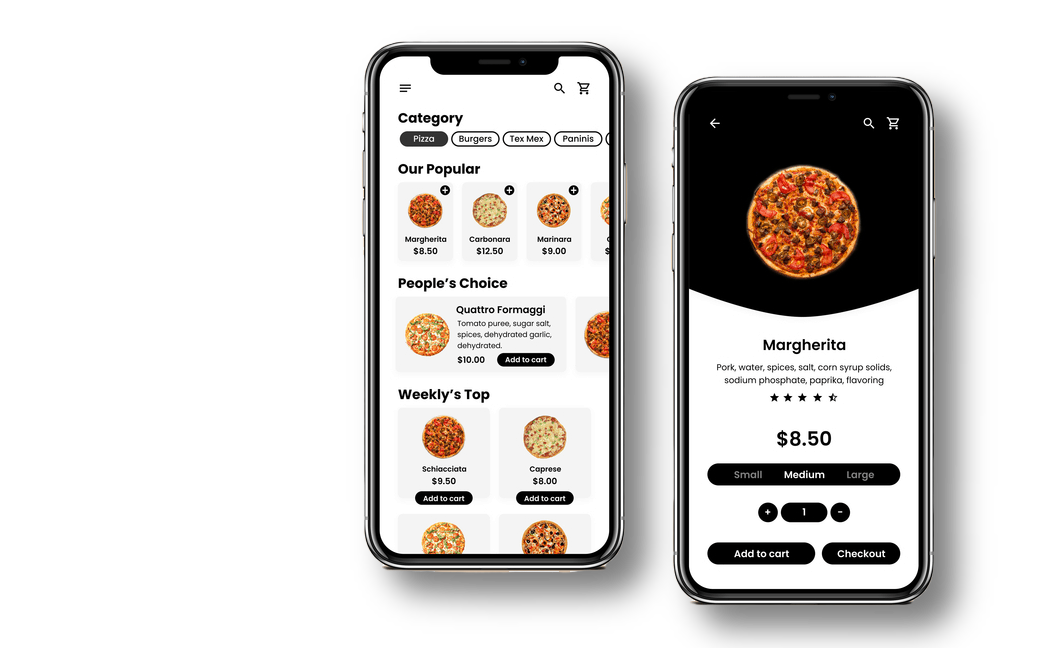 Category
Pizza Burgers Tex Mex Paninis
Our Popular
Margherita Carbonara Marinara
$8.50 $12.50 $9.00
People’s Choice
Quattro Formaggi
Tomato puree, sugar salt,
spices, dehydrated garlic,
dehydrated.
$10.00 Add to cart
Weekly’s Top
Schiacciata Caprese
$9.50 $8.00
Add to cart Add to cart
Margherita
Pork, water, spices, salt, corn syrup solids,
sodium phosphate, paprika, flavoring
$8.50
Small Medium Large
+ 1 -
Add to cart Checkout